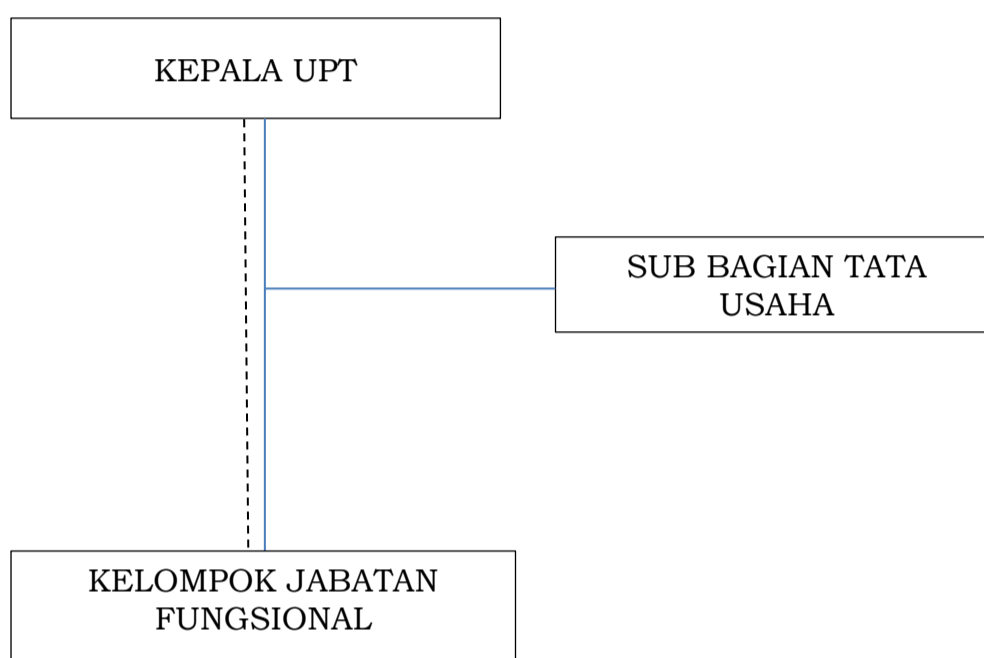 KEPALA UPT
SUB BAGIAN TATA
USAHA
KELOMPOK JABATAN
FUNGSIONAL